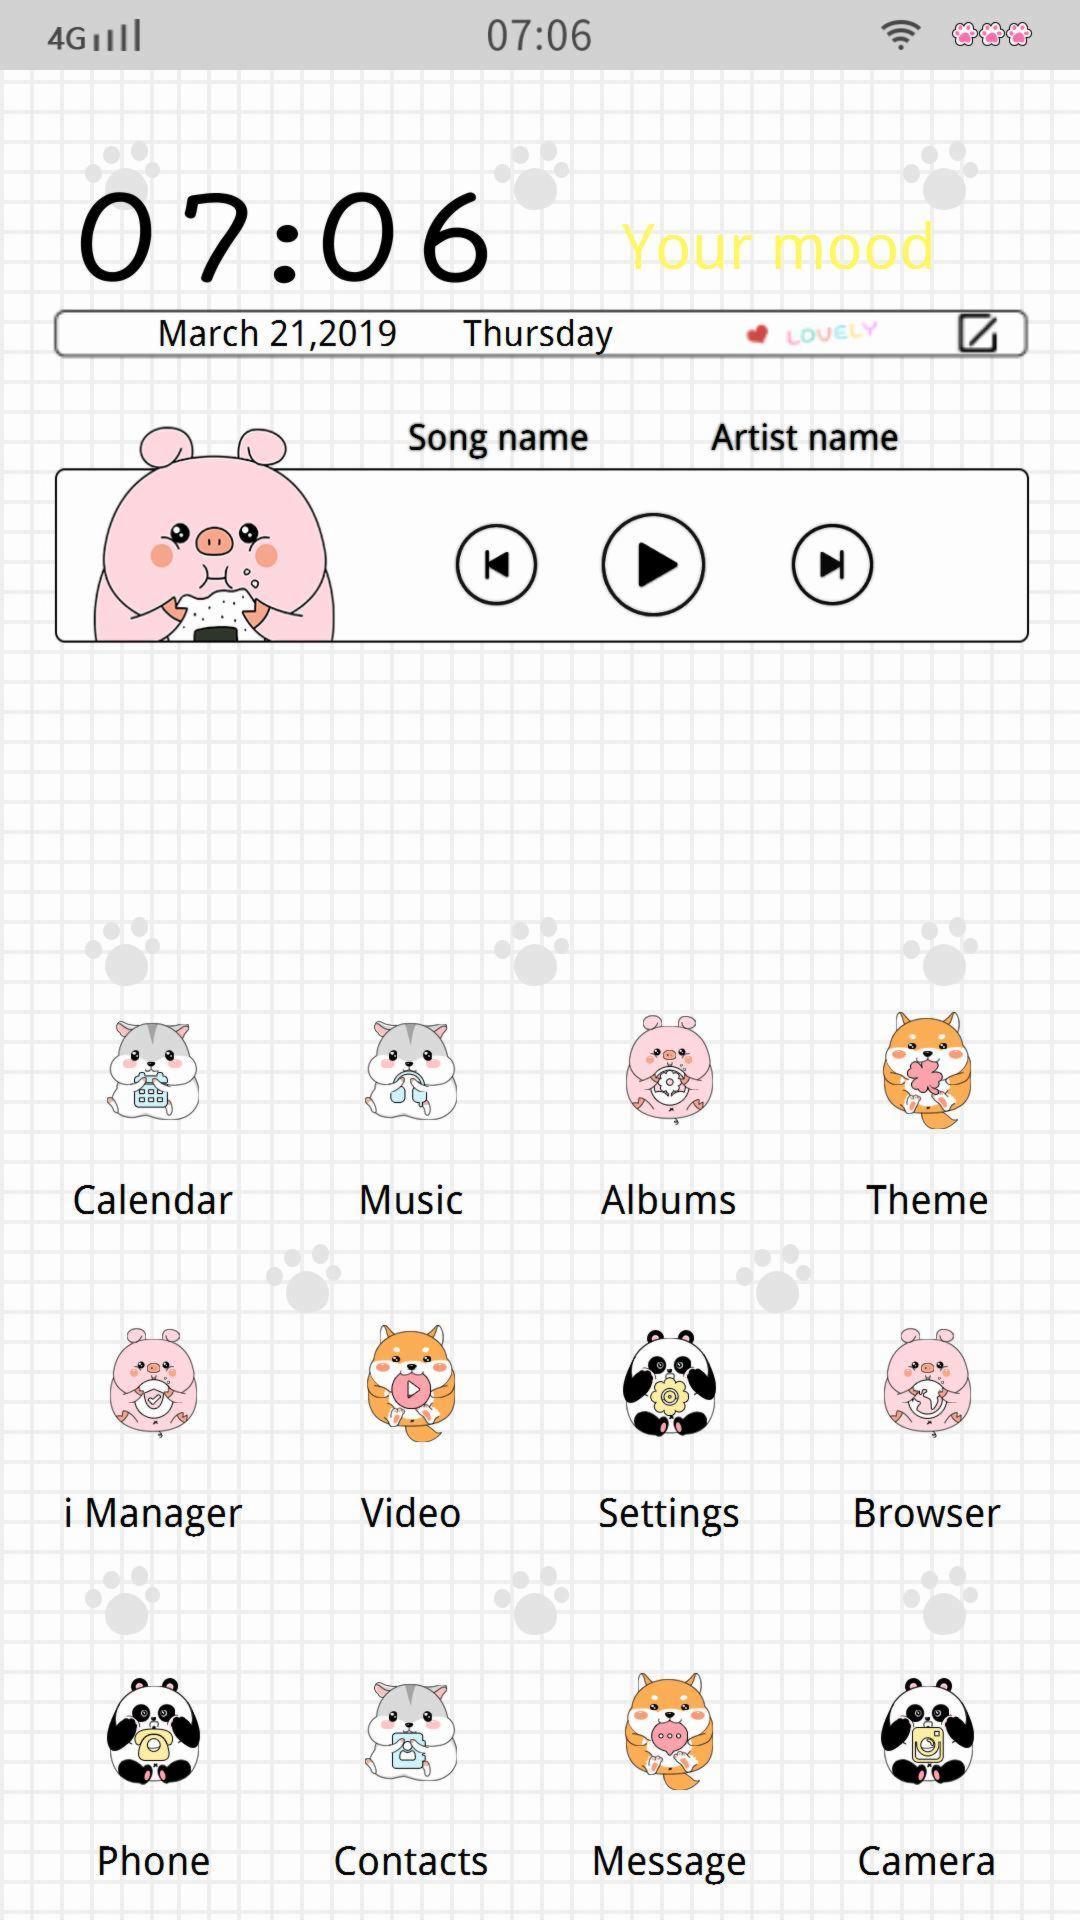 4G 07:06
07:06
Your mood
March 21,2019 Thursday LOVELY
Song name Artist name
Calendar Music Albums Theme
i Manager Video Settings Browser
Phone Contacts Message Camera